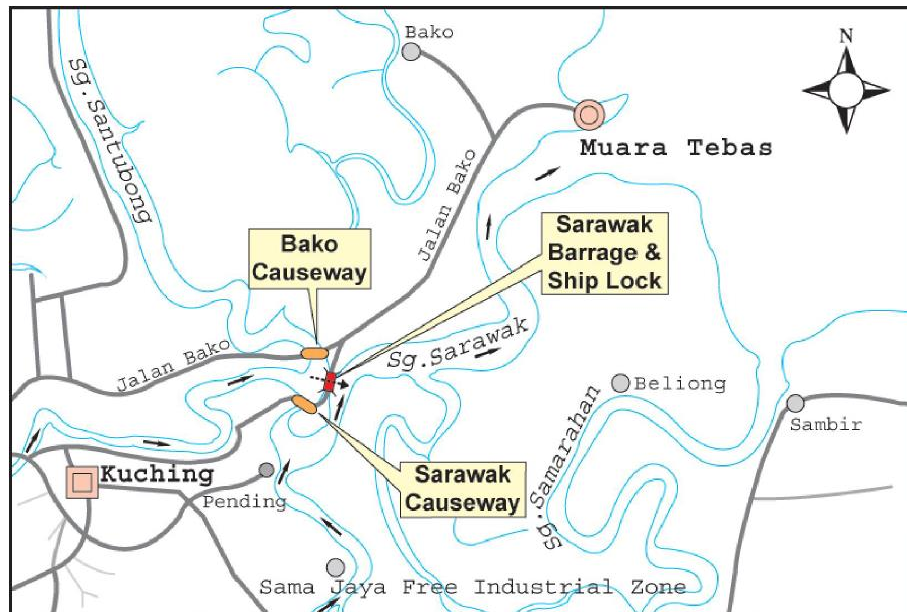 Bako
N
Sg.Santubong
Muara Tebas
Jalan Bako
Bako
Causeway
Sarawak
Barrage &
Ship Lock
Sg.Sarawak
Jalan Bako
Beliong
Sambir
Sg.Samarahan
Kuching
Pending
Sarawak
Causeway
Sama Jaya Free Industrial Zone